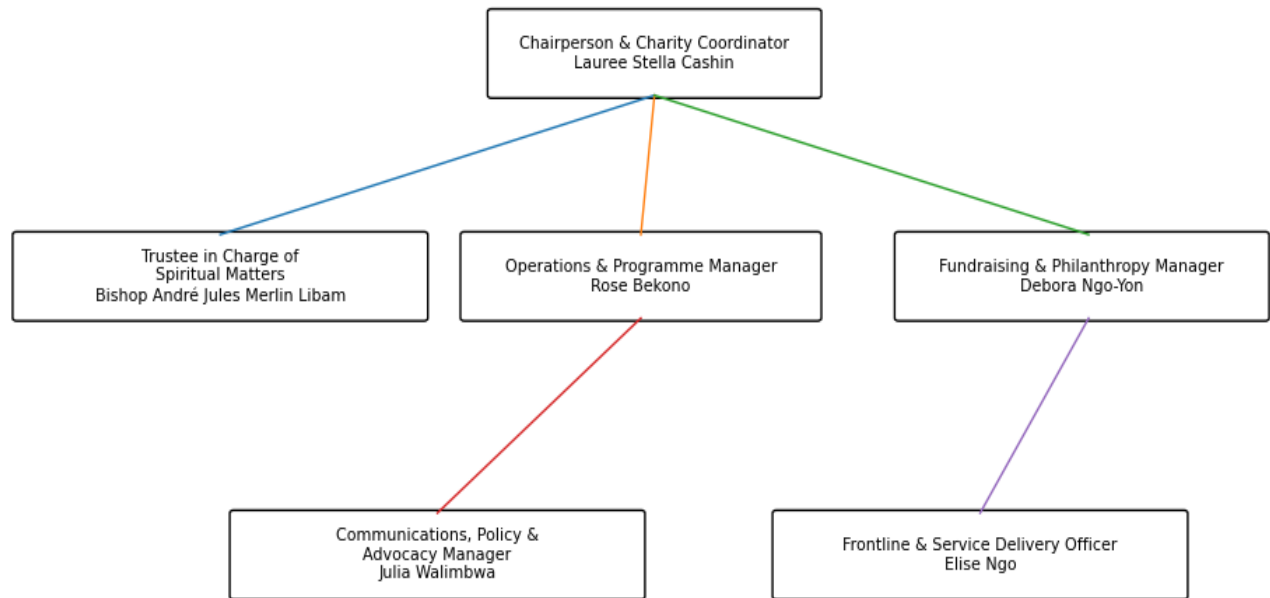 Chairperson & Charity Coordinator
Lauree Stella Cashin
Trustee in Charge of
Spiritual Matters
Bishop André Jules Merlin Libam
Operations & Programme Manager
Rose Bekono
Fundraising & Philanthropy Manager
Debora Ngo-Yon
Communications, Policy &
Advocacy Manager
Julia Walimbwa
Frontline & Service Delivery Officer
Elise Ngo